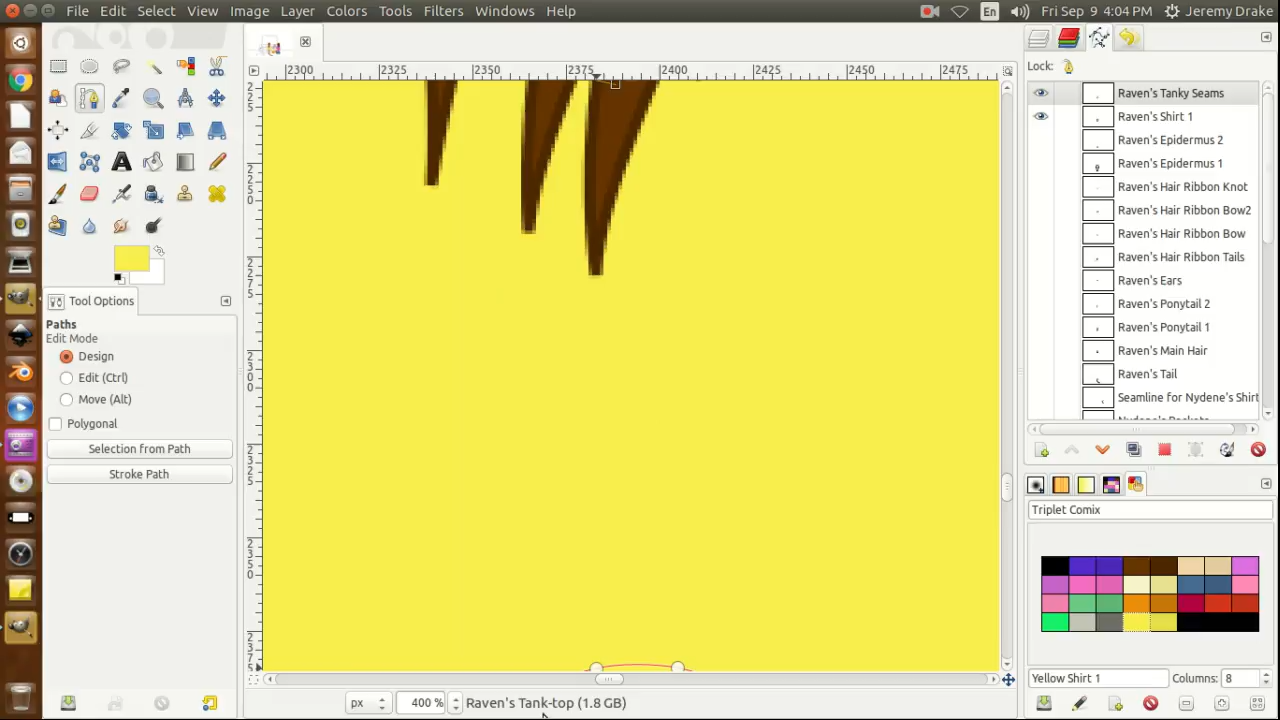 File Edit Select View Image Layer Colors Tools Filters Windows Help En Fri Sep 9 4:04 PM Jeremy Drake
2300 2325 2350 2375 2400 2425 2450 2475
Lock:
Raven's Tanky Seams
Raven's Shirt 1
Raven's Epidermus 2
Raven's Epidermus 1
Raven's Hair Ribbon Knot
Raven's Hair Ribbon Bow2
Raven's Hair Ribbon Bow
Raven's Hair Ribbon Tails
Raven's Ears
Raven's Ponytail 2
Raven's Ponytail 1
Raven's Main Hair
Raven's Tail
Seamline for Nydene's Shirt
Tool Options
Paths
Edit Mode
Design
Edit (Ctrl)
Move (Alt)
Polygonal
Selection from Path
Stroke Path
Triplet Comix
Yellow Shirt 1 Columns: 8
px 400 % Raven's Tank-top (1.8 GB)